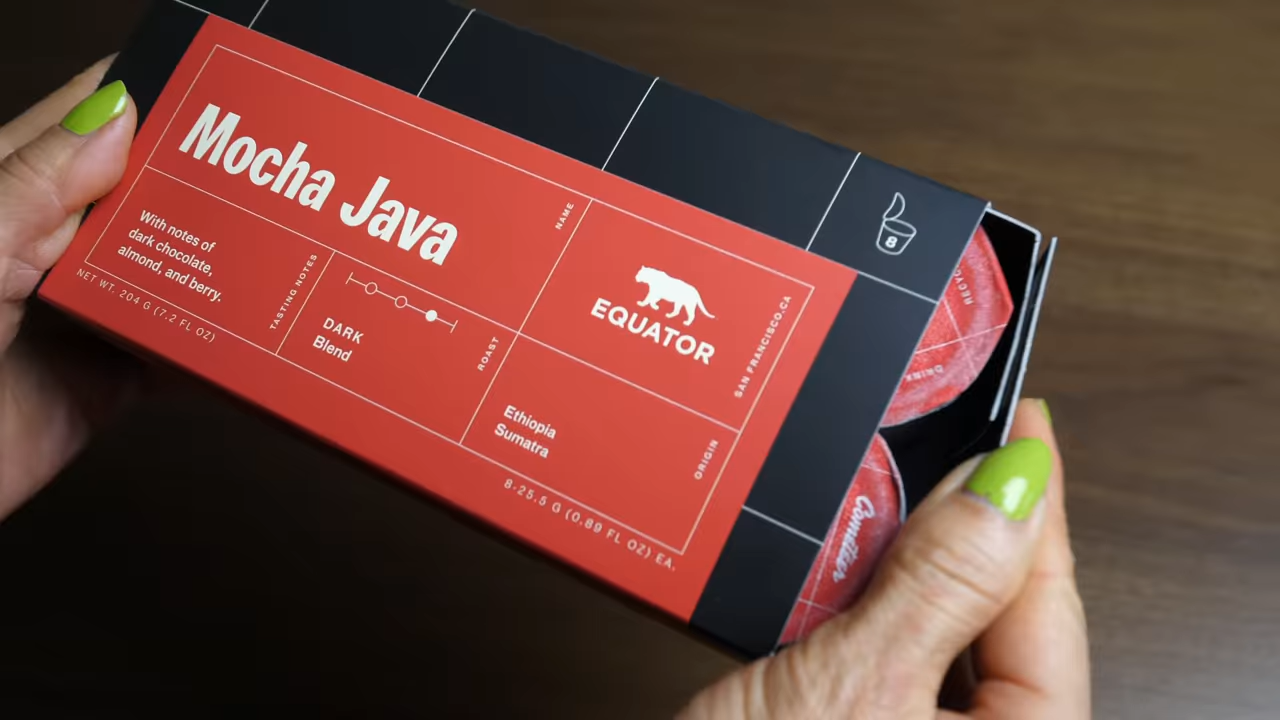 Mocha Java
NAME
With notes of
dark chocolate,
almond, and berry.
TASTING NOTES
DARK
Blend
ROAST
EQUATOR
SAN FRANCISCO,CA
Ethiopia
Sumatra
ORIGIN
NET WT. 204 G (7.2 FL OZ)
8-25.5 G (0.89 FL OZ) EA.
8
DRINK
Cometeer